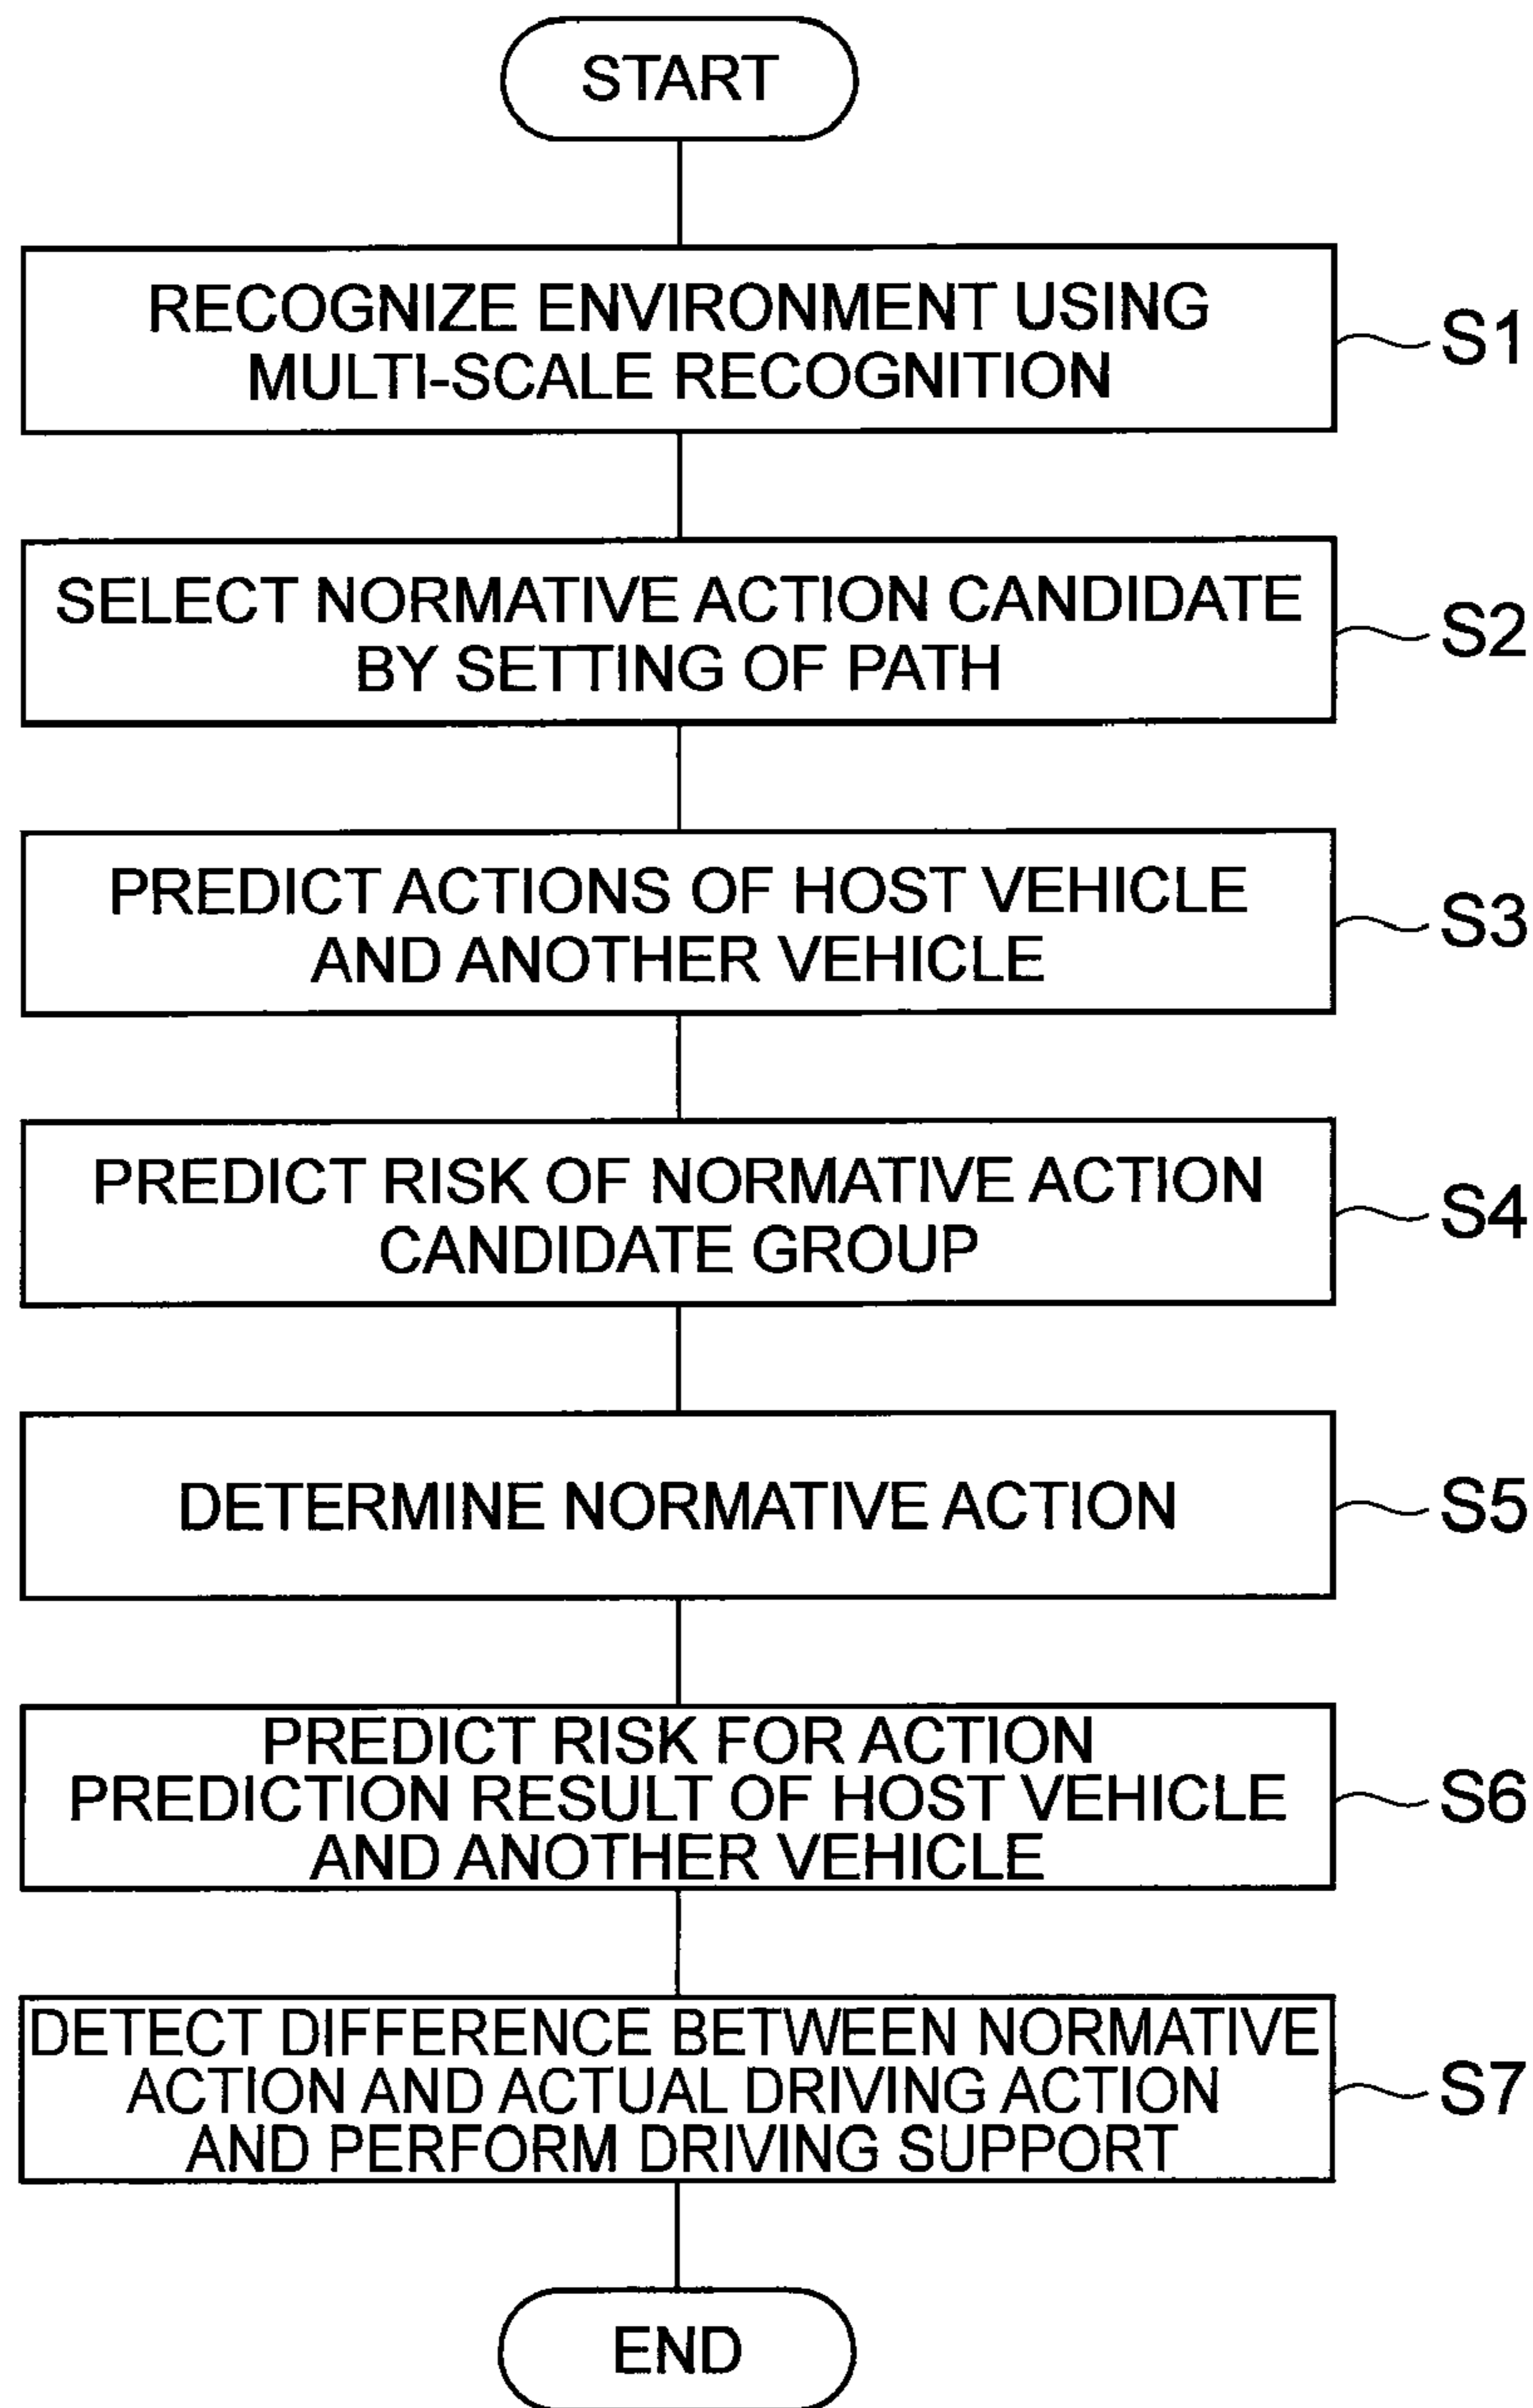 START
RECOGNIZE ENVIRONMENT USING
MULTI-SCALE RECOGNITION
S1
SELECT NORMATIVE ACTION CANDIDATE
BY SETTING OF PATH
S2
PREDICT ACTIONS OF HOST VEHICLE
AND ANOTHER VEHICLE
S3
PREDICT RISK OF NORMATIVE ACTION
CANDIDATE GROUP
S4
DETERMINE NORMATIVE ACTION
S5
PREDICT RISK FOR ACTION
PREDICTION RESULT OF HOST VEHICLE
AND ANOTHER VEHICLE
S6
DETECT DIFFERENCE BETWEEN NORMATIVE
ACTION AND ACTUAL DRIVING ACTION
AND PERFORM DRIVING SUPPORT
S7
END